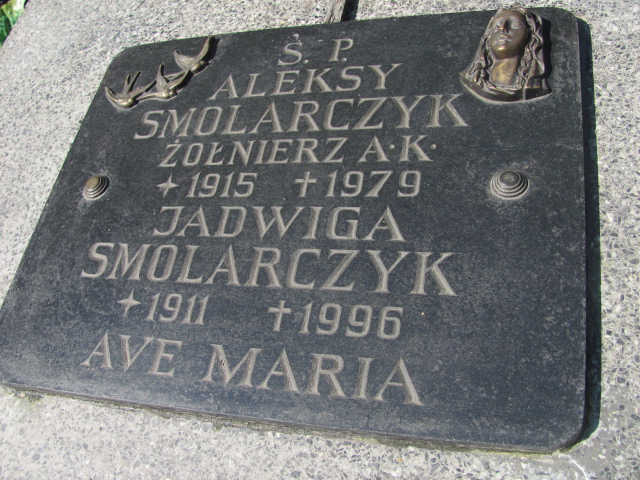 Ś. P.
ALEKSY
SMOLARCZYK
ŻOŁNIERZ A·K·
1915 1979
JADWIGA
SMOLARCZYK
1911 1996
AVE MARIA